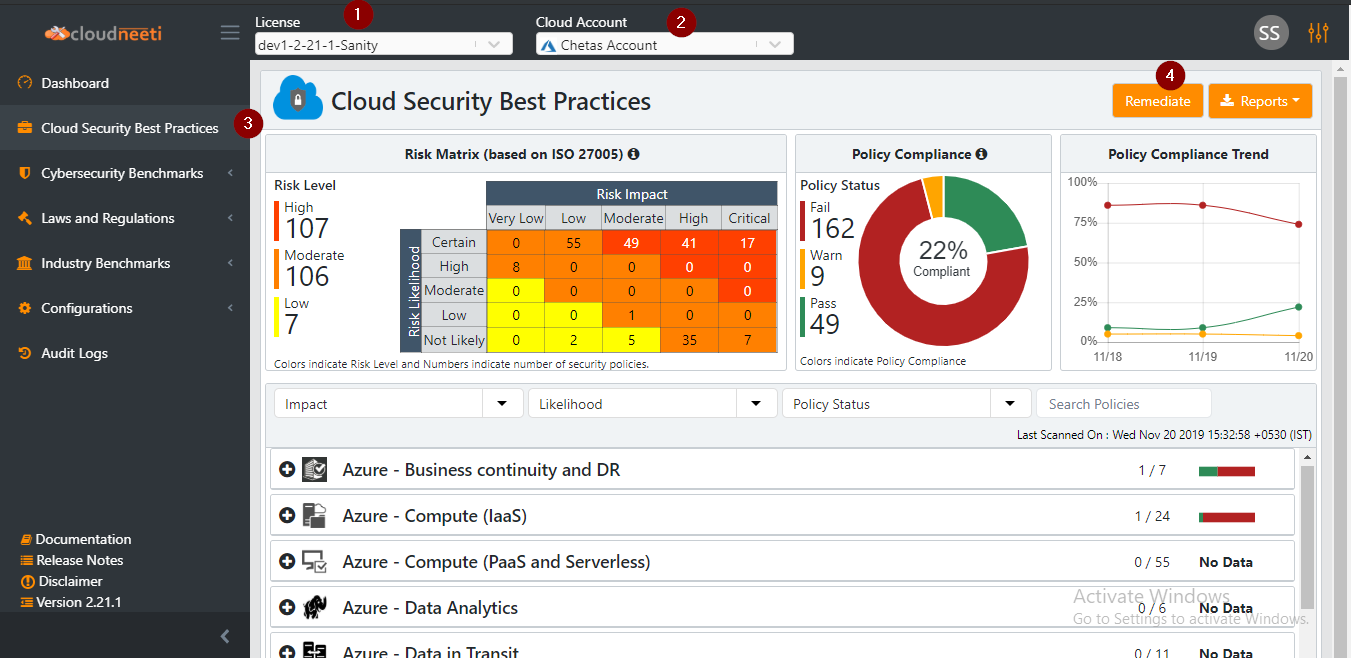 cloudneeti
License
1
dev1-2-21-1-Sanity
Cloud Account
2
Chetas Account
SS
Dashboard
Cloud Security Best Practices
3
Cybersecurity Benchmarks
Laws and Regulations
Industry Benchmarks
Configurations
Audit Logs
Documentation
Release Notes
Disclaimer
Version 2.21.1
Cloud Security Best Practices
4
Remediate
Reports
Risk Matrix (based on ISO 27005)
Risk Level
High
107
Moderate
106
Low
7
Risk Impact
Very Low Low Moderate High Critical
Risk Likelihood
Certain 0 55 49 41 17
High 8 0 0 0 0
Moderate 0 0 0 0 0
Low 0 0 1 0 0
Not Likely 0 2 5 35 7
Colors indicate Risk Level and Numbers indicate number of security policies.
Policy Compliance
Policy Status
Fail
162
Warn
9
Pass
49
22%
Compliant
Colors indicate Policy Compliance
Policy Compliance Trend
100%
75%
50%
25%
0%
11/18 11/19 11/20
Impact
Likelihood
Policy Status
Search Policies
Last Scanned On : Wed Nov 20 2019 15:32:58 +0530 (IST)
Azure - Business continuity and DR 1 / 7
Azure - Compute (IaaS) 1 / 24
Azure - Compute (PaaS and Serverless) 0 / 55 No Data
Azure - Data Analytics 0 / 6 No Data
Azure - Data in Transit 0 / 11 No Data
Activate Windows
Go to Settings to activate Windows.